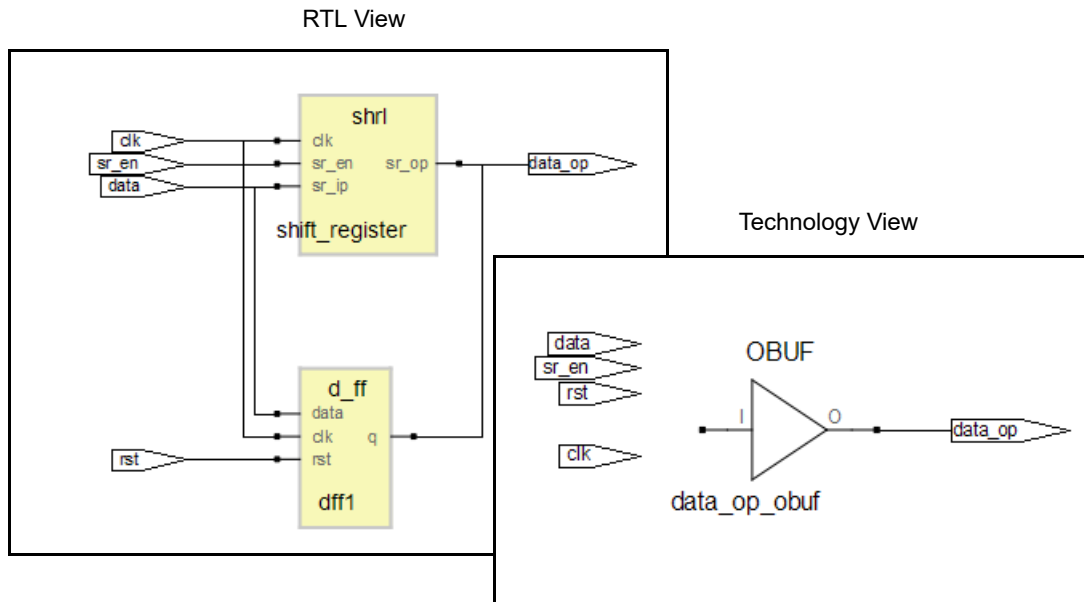 RTL View
shrl
clk
sr_en
data
clk
sr_en
sr_ip
sr_op
data_op
shift_register
d_ff
data
clk
rst
q
rst
dff1
Technology View
data
sr_en
rst
clk
OBUF
I
O
data_op
data_op_obuf